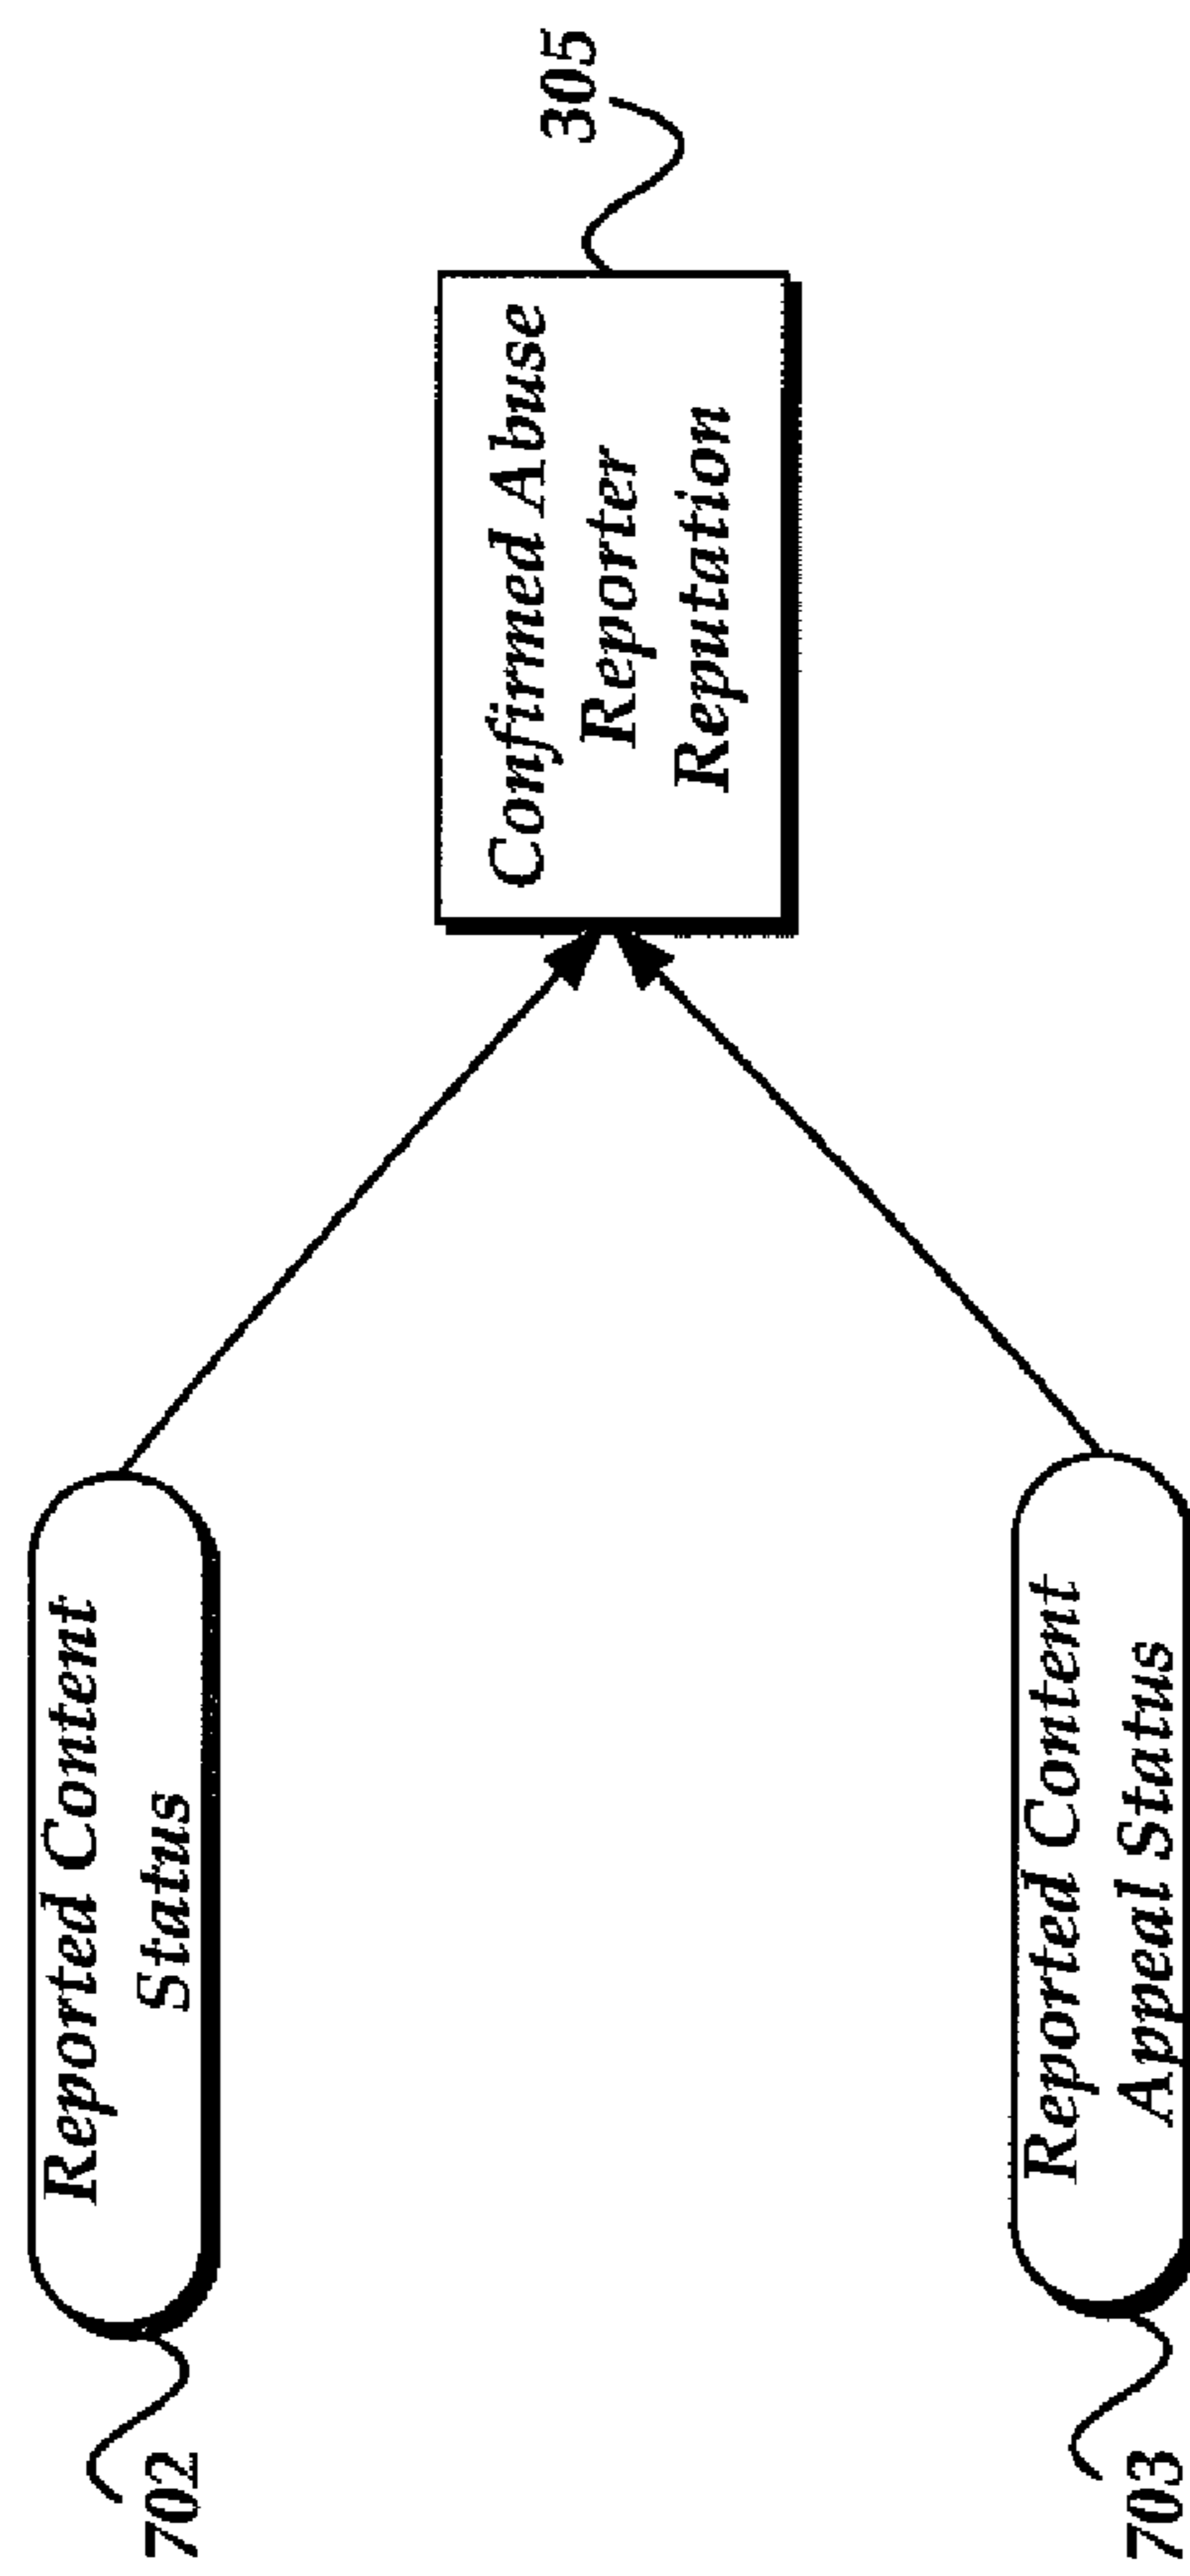 702
Reported Content
Status
Confirmed Abuse
Reporter
Reputation
305
703
Reported Content
Appeal Status